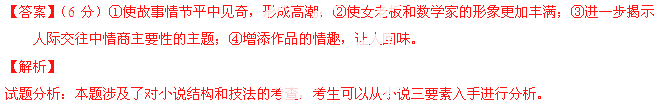 【答案】（6 分）①使故事情节平中见奇，形成高潮，②使女老板和数学家的形象更加丰满；③进一步揭示
人际交往中情商主要性的主题；④增添作品的情趣，让人回味。
【解析】
试题分析：本题涉及了对小说结构和技法的考查，考生可以从小说三要素入手进行分析。